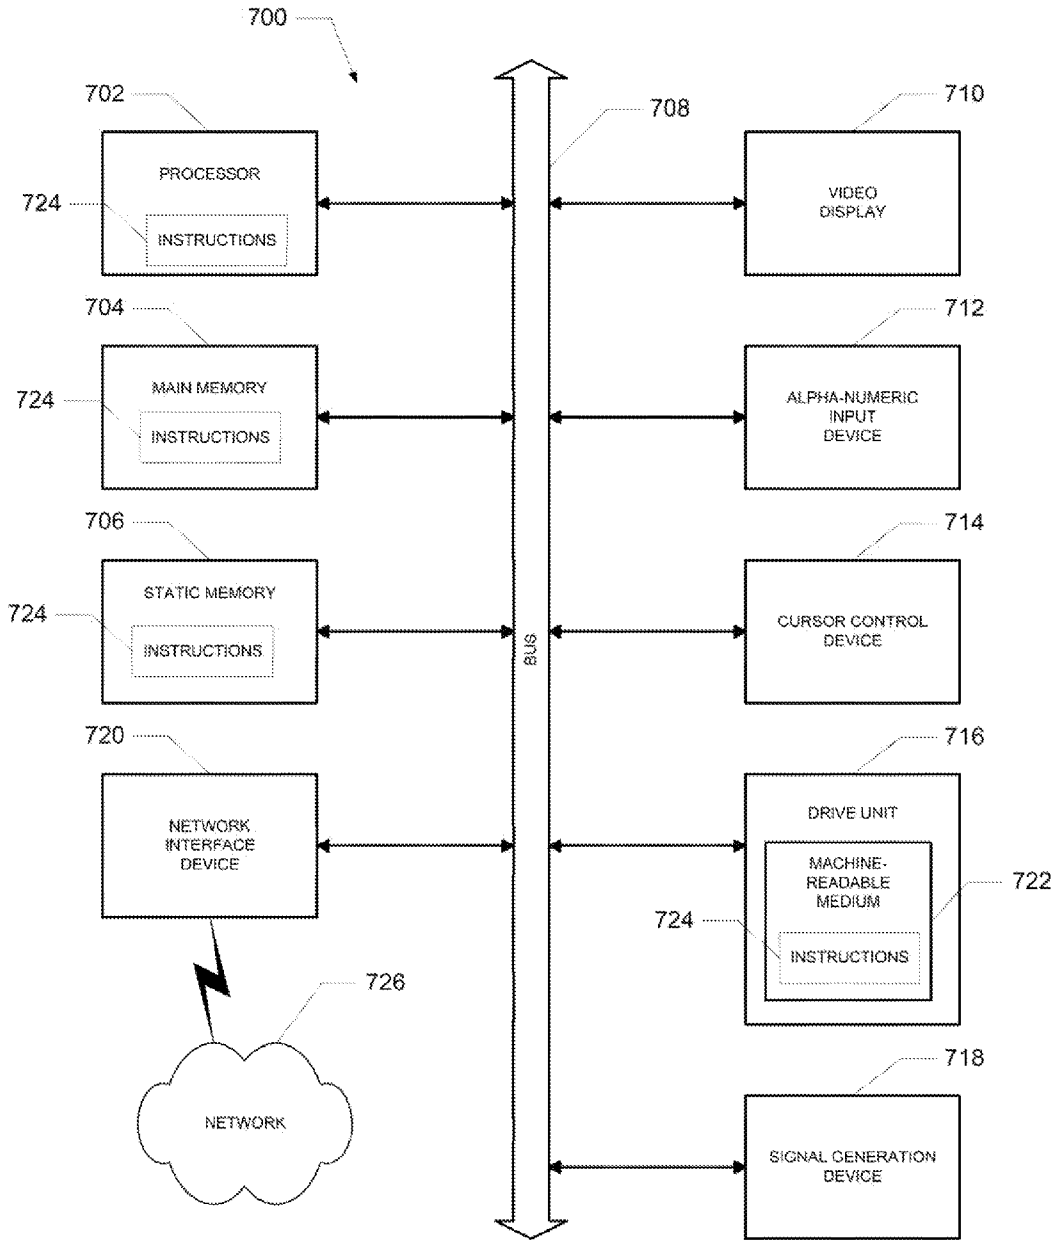 700
702
PROCESSOR
724
INSTRUCTIONS
704
MAIN MEMORY
724
INSTRUCTIONS
706
STATIC MEMORY
724
INSTRUCTIONS
720
NETWORK
INTERFACE
DEVICE
726
NETWORK
708
BUS
710
VIDEO
DISPLAY
712
ALPHA-NUMERIC
INPUT
DEVICE
714
CURSOR CONTROL
DEVICE
716
DRIVE UNIT
MACHINE-
READABLE
MEDIUM
722
724
INSTRUCTIONS
718
SIGNAL GENERATION
DEVICE